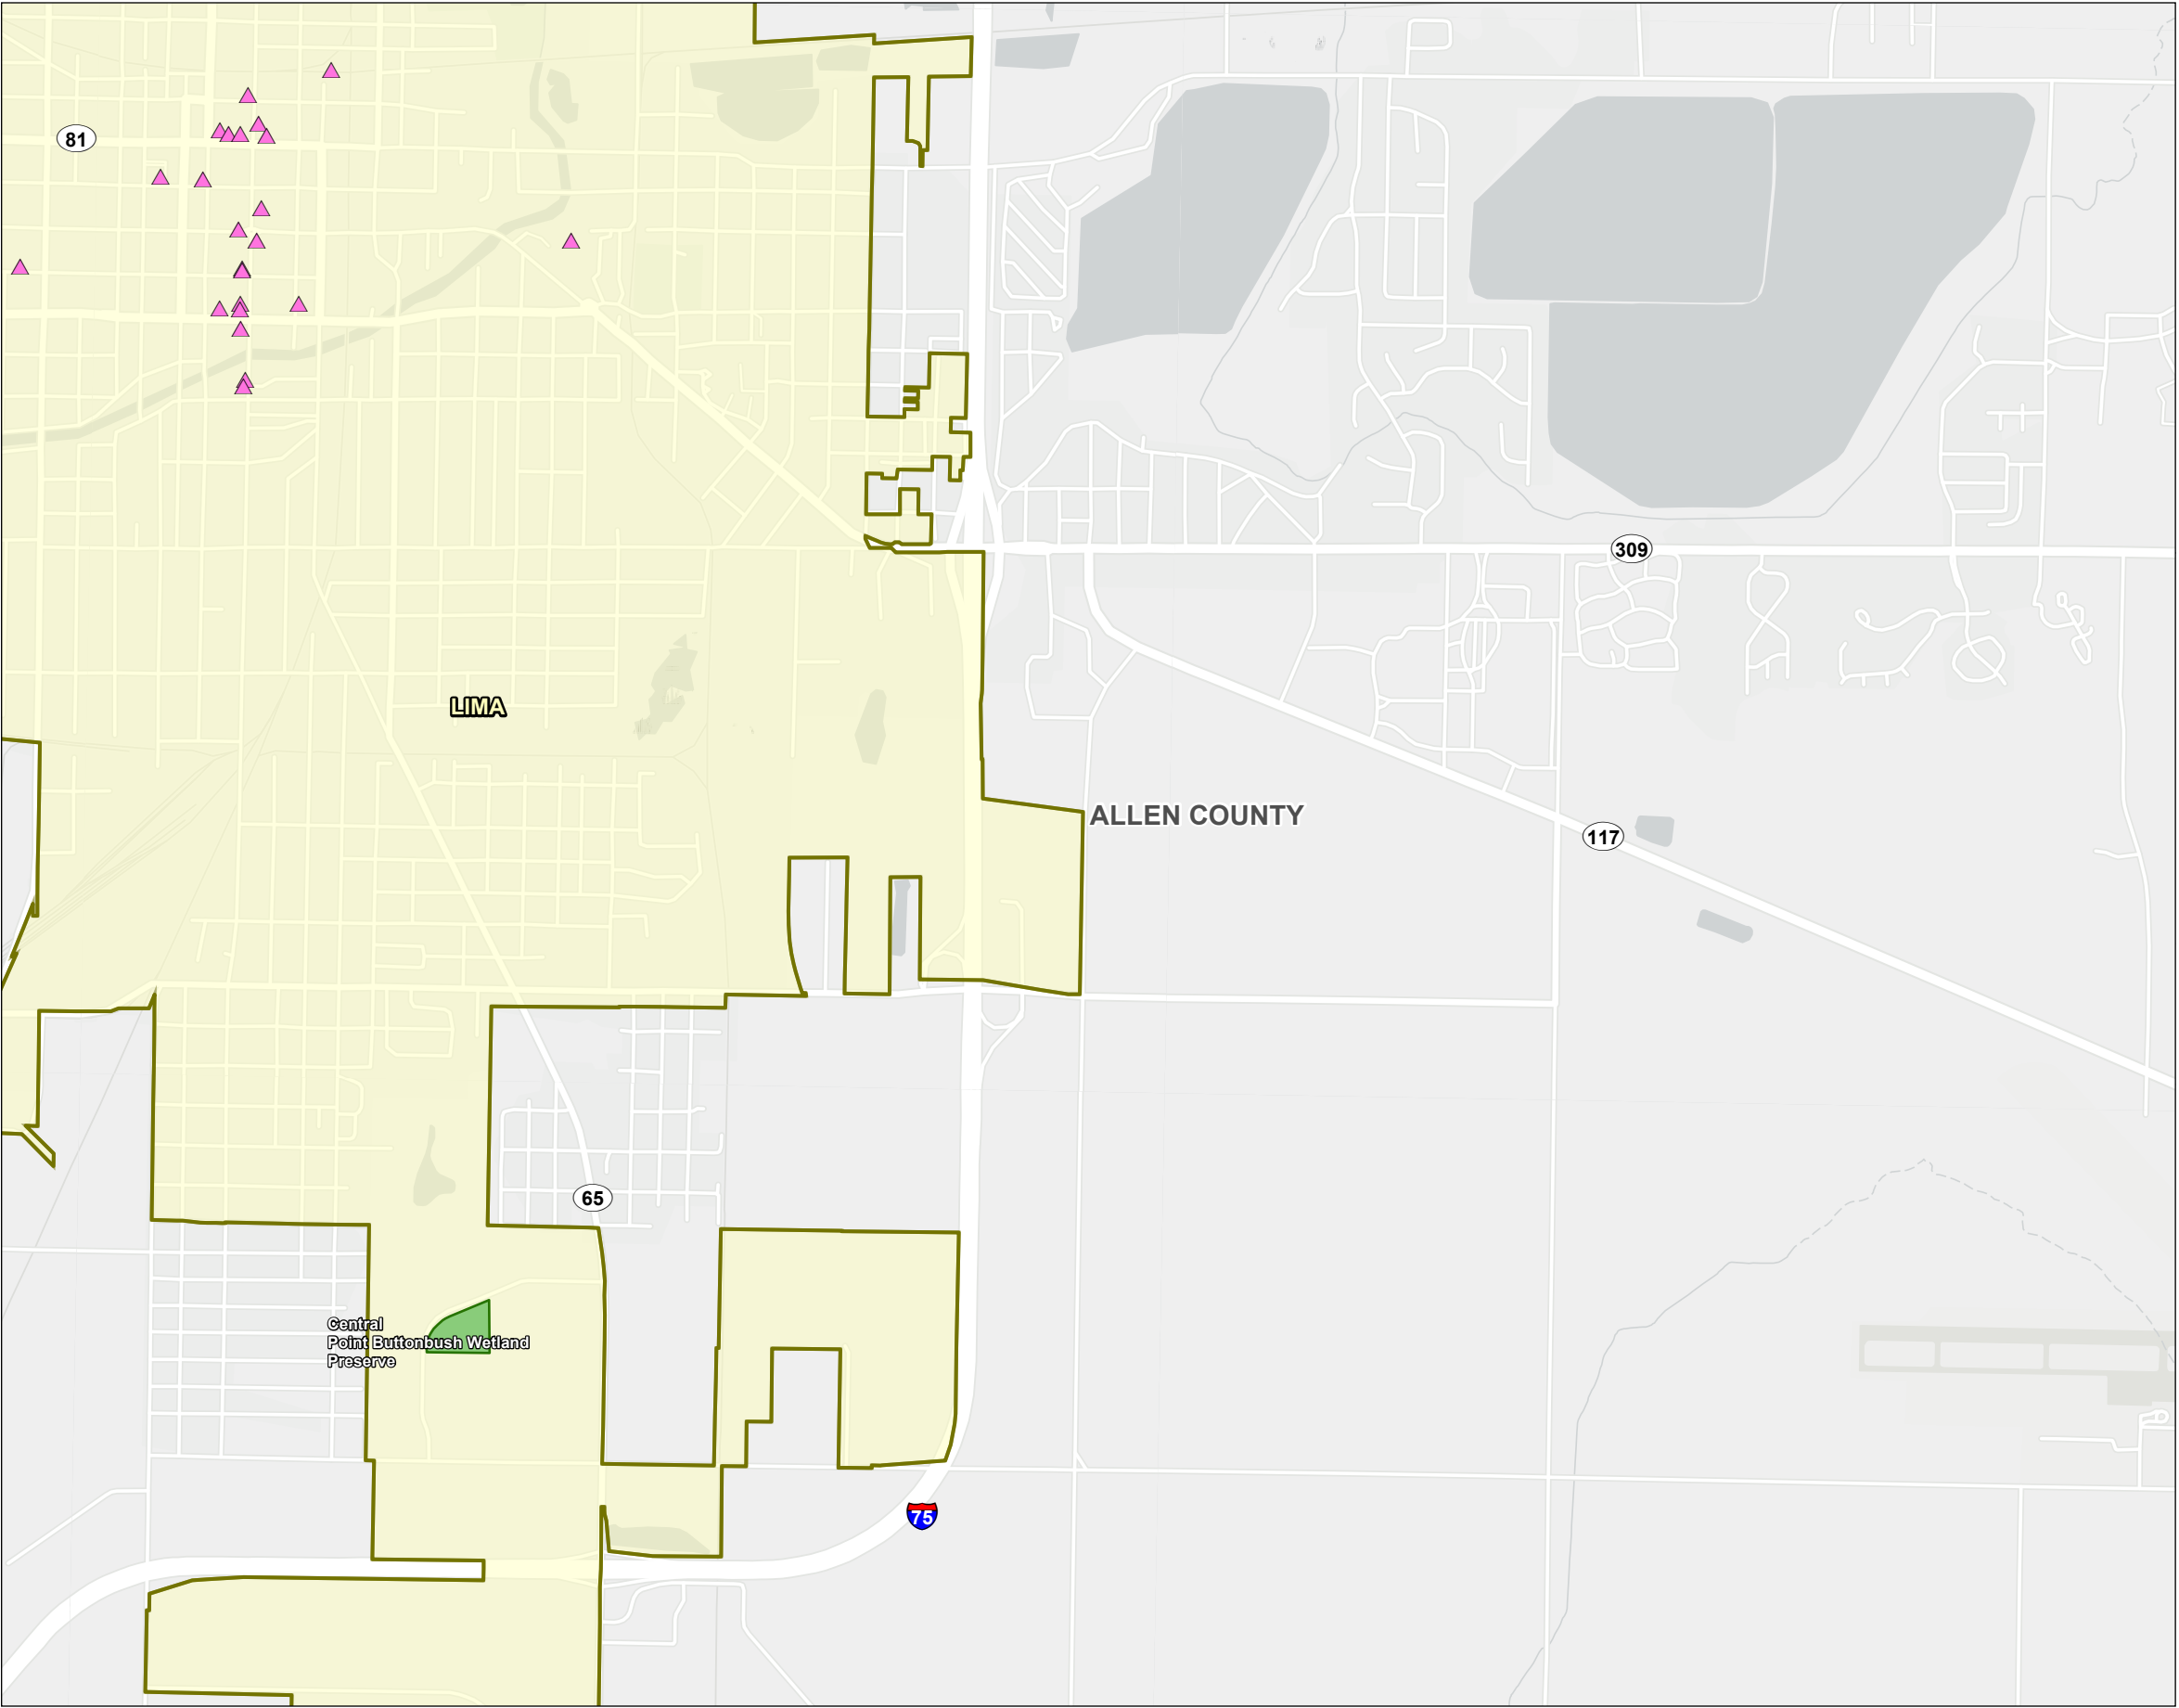 81
309
LIMA
ALLEN COUNTY
117
65
Central
Point Buttonbush Wetland
Preserve
75